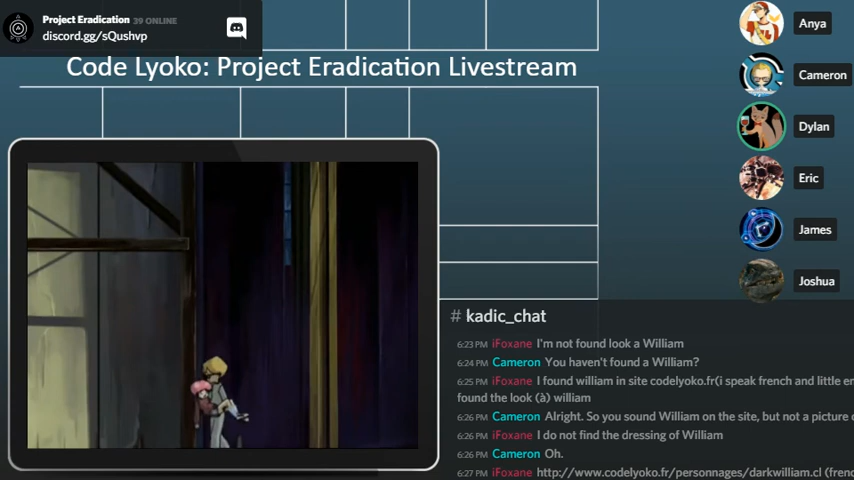 Project Eradication 39 ONLINE
discord.gg/sQushvp
Code Lyoko: Project Eradication Livestream
Anya
Cameron
Dylan
Eric
James
Joshua
# kadic_chat
6:23 PM iFoxane I'm not found look a William
6:24 PM Cameron You haven't found a William?
6:25 PM iFoxane I found william in site codelyoko.fr(i speak french and little en
found the look (à) william
6:26 PM Cameron Alright. So you sound William on the site, but not a picture o
6:26 PM iFoxane I do not find the dressing of William
6:26 PM Cameron Oh.
6:27 PM iFoxane http://www.codelyoko.fr/personnages/darkwilliam.cl (frenc